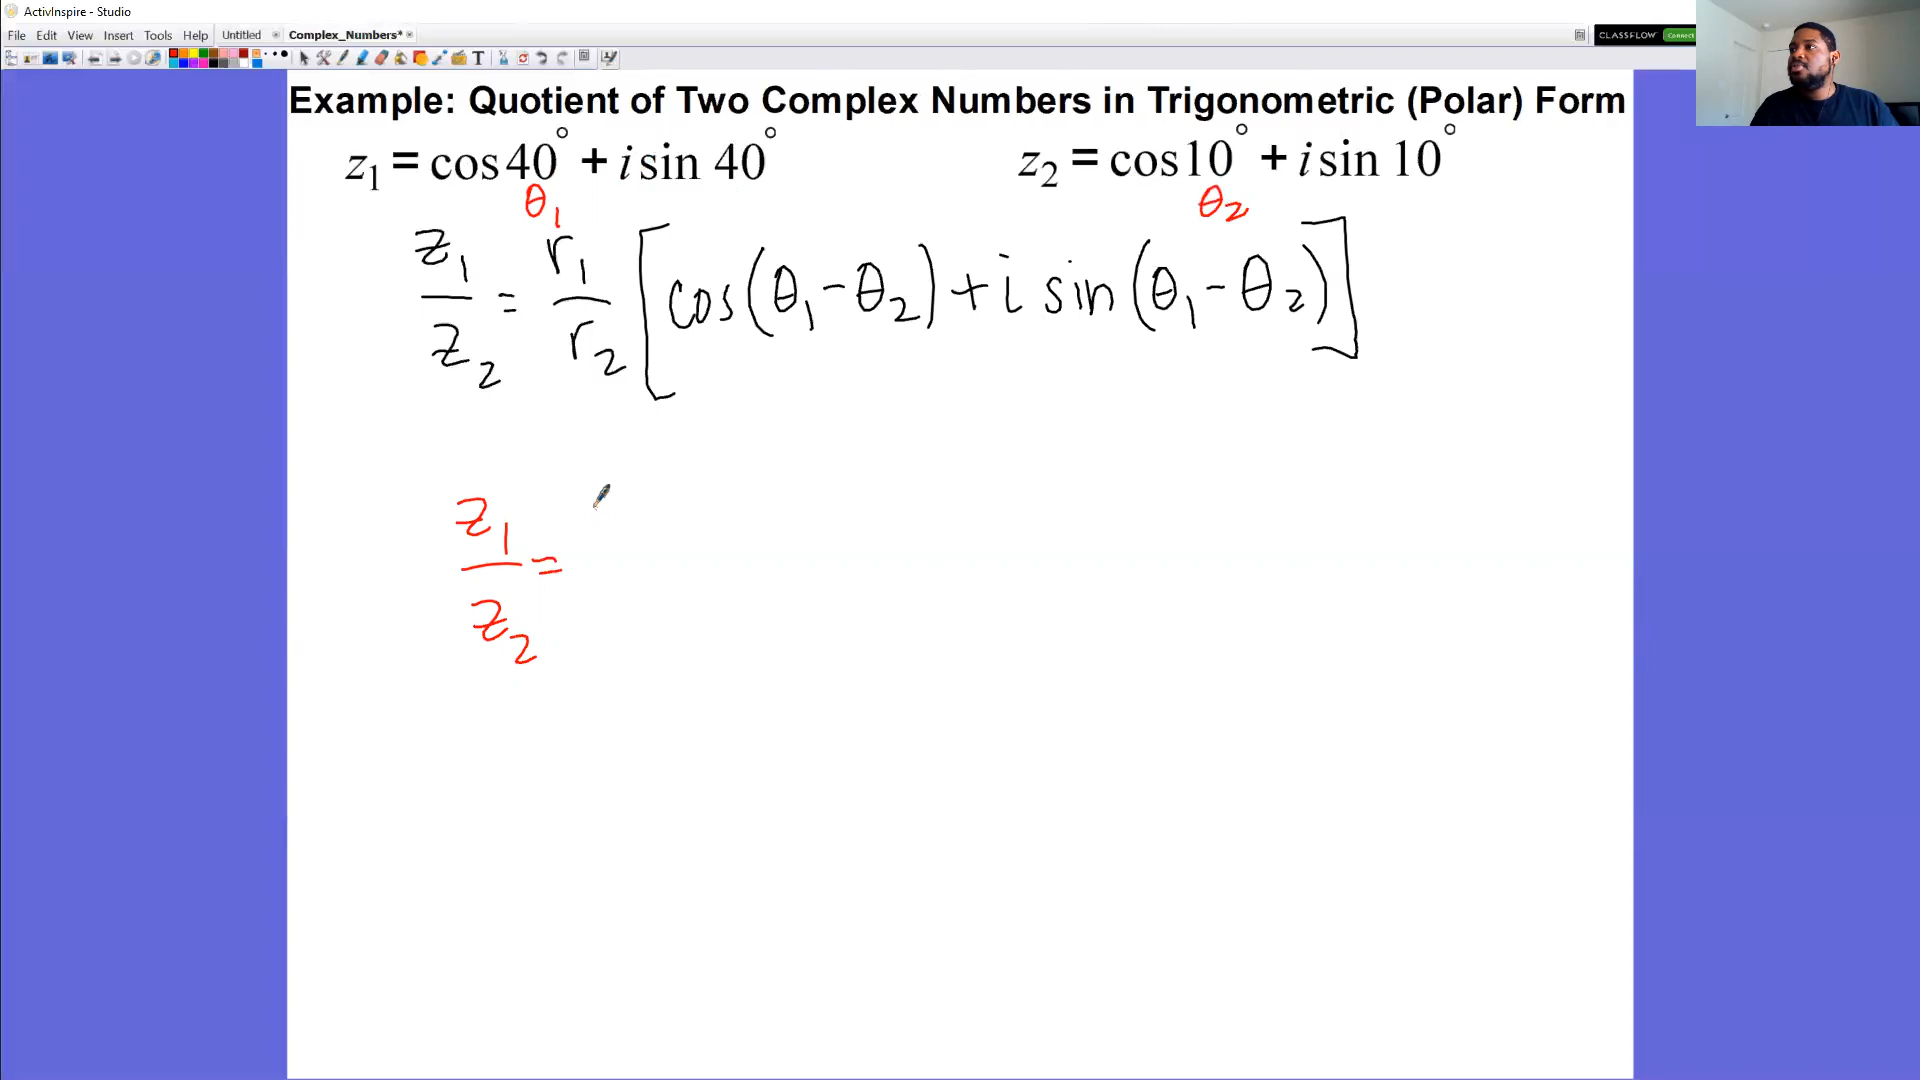 ActivInspire - Studio
File Edit View Insert Tools Help Untitled Complex_Numbers*
CLASSFLOW Connect
Example: Quotient of Two Complex Numbers in Trigonometric (Polar) Form
z₁ = cos 40° + i sin 40° z₂ = cos 10° + i sin 10°
θ₁ θ₂
z₁/z₂ = r₁/r₂ [cos(θ₁ - θ₂) + i sin(θ₁ - θ₂)]
z₁/z₂ =